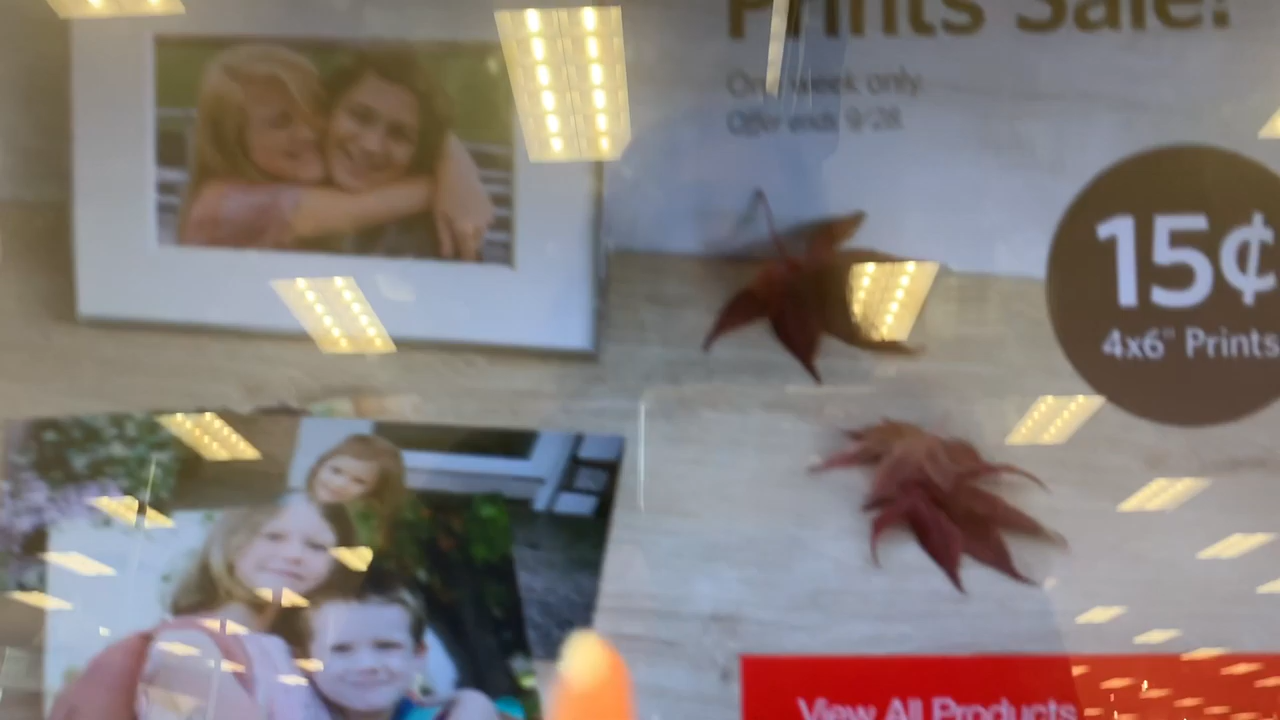 Prints Sale!
One week only.
Offer ends 9/28.
15¢
4x6" Prints
View All Products